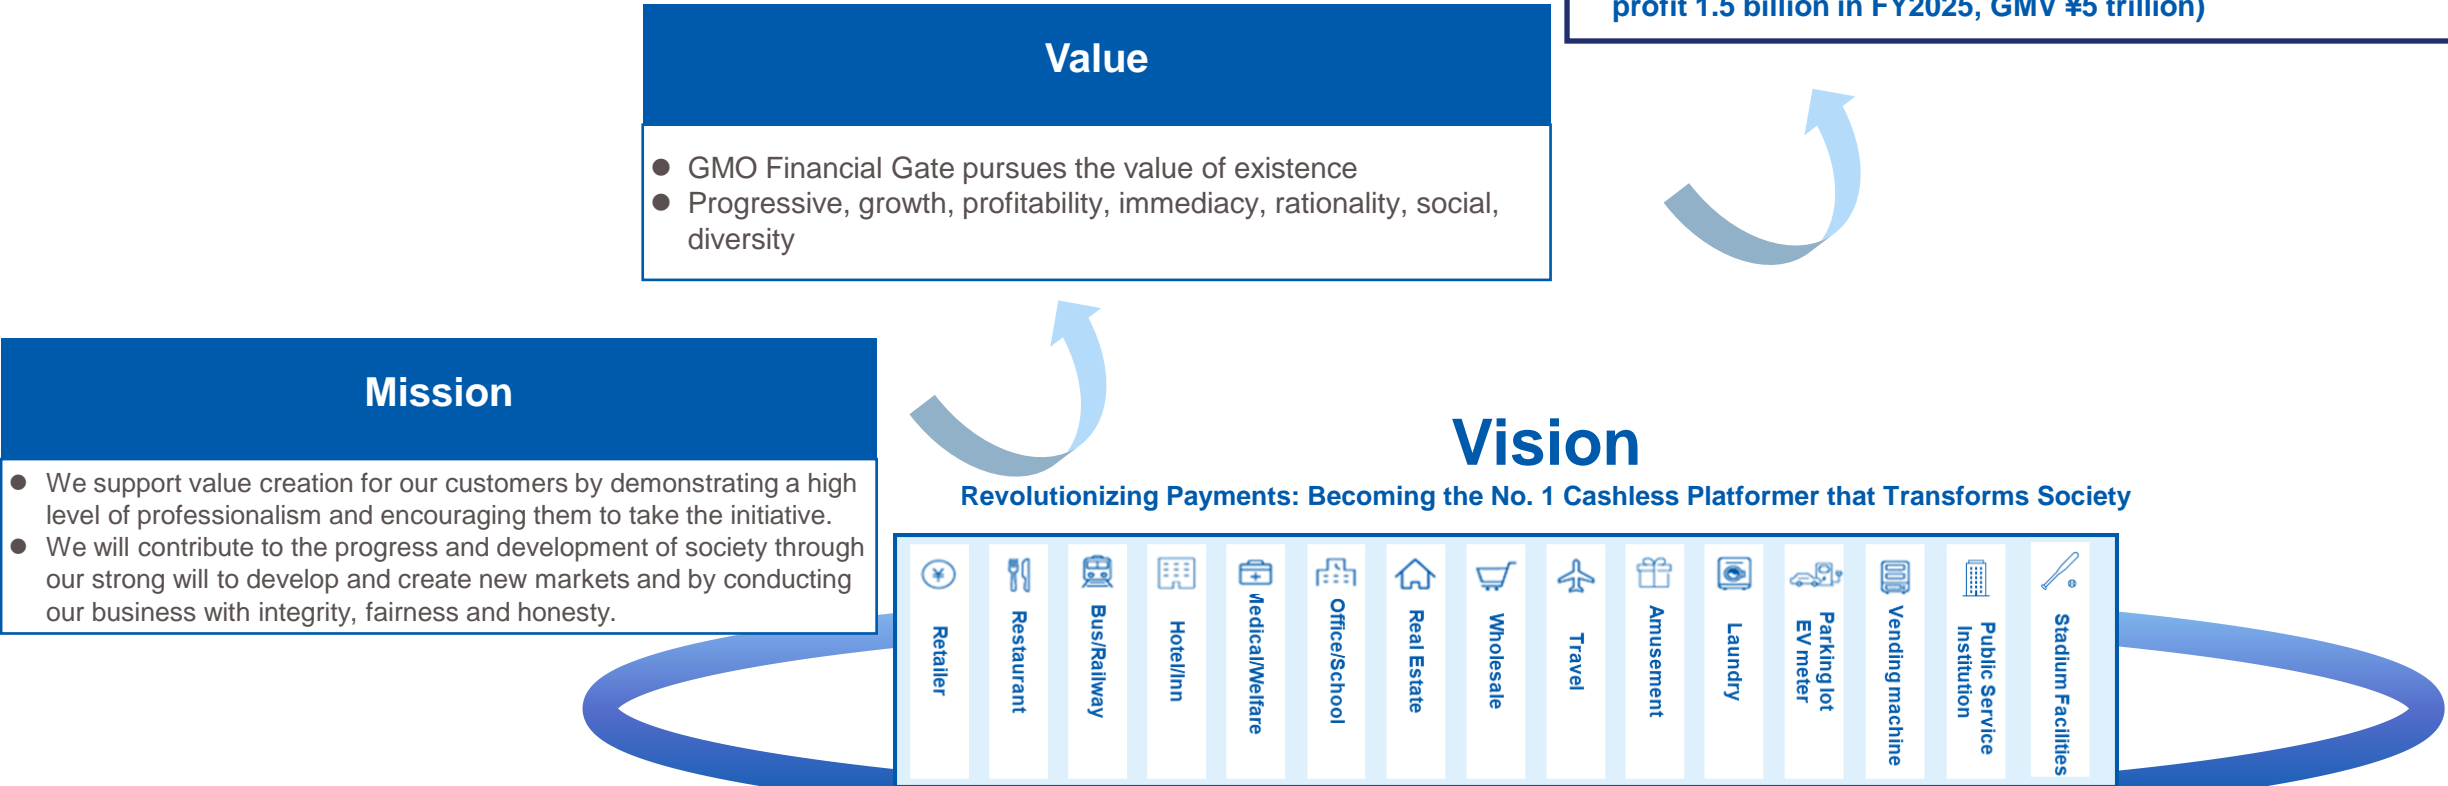 profit 1.5 billion in FY2025, GMV ¥5 trillion)
Value
● GMO Financial Gate pursues the value of existence
● Progressive, growth, profitability, immediacy, rationality, social,
diversity
Mission
● We support value creation for our customers by demonstrating a high
level of professionalism and encouraging them to take the initiative.
● We will contribute to the progress and development of society through
our strong will to develop and create new markets and by conducting
our business with integrity, fairness and honesty.
Vision
Revolutionizing Payments: Becoming the No. 1 Cashless Platformer that Transforms Society
Retailer
Restaurant
Bus/Railway
Hotel/Inn
Medical/Welfare
Office/School
Real Estate
Wholesale
Travel
Amusement
Laundry
Parking lot
EV meter
Vending machine
Public Service
Institution
Stadium Facilities